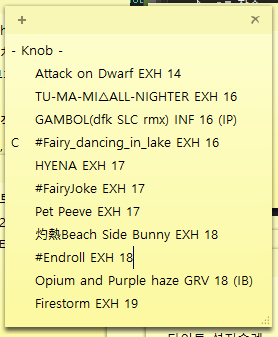 - Knob -
Attack on Dwarf EXH 14
TU-MA-MI△ALL-NIGHTER EXH 16
GAMBOL(dfk SLC rmx) INF 16 (IP)
C #Fairy_dancing_in_lake EXH 16
HYENA EXH 17
#FairyJoke EXH 17
Pet Peeve EXH 17
灼熱Beach Side Bunny EXH 18
#Endroll EXH 18
Opium and Purple haze GRV 18 (IB)
Firestorm EXH 19